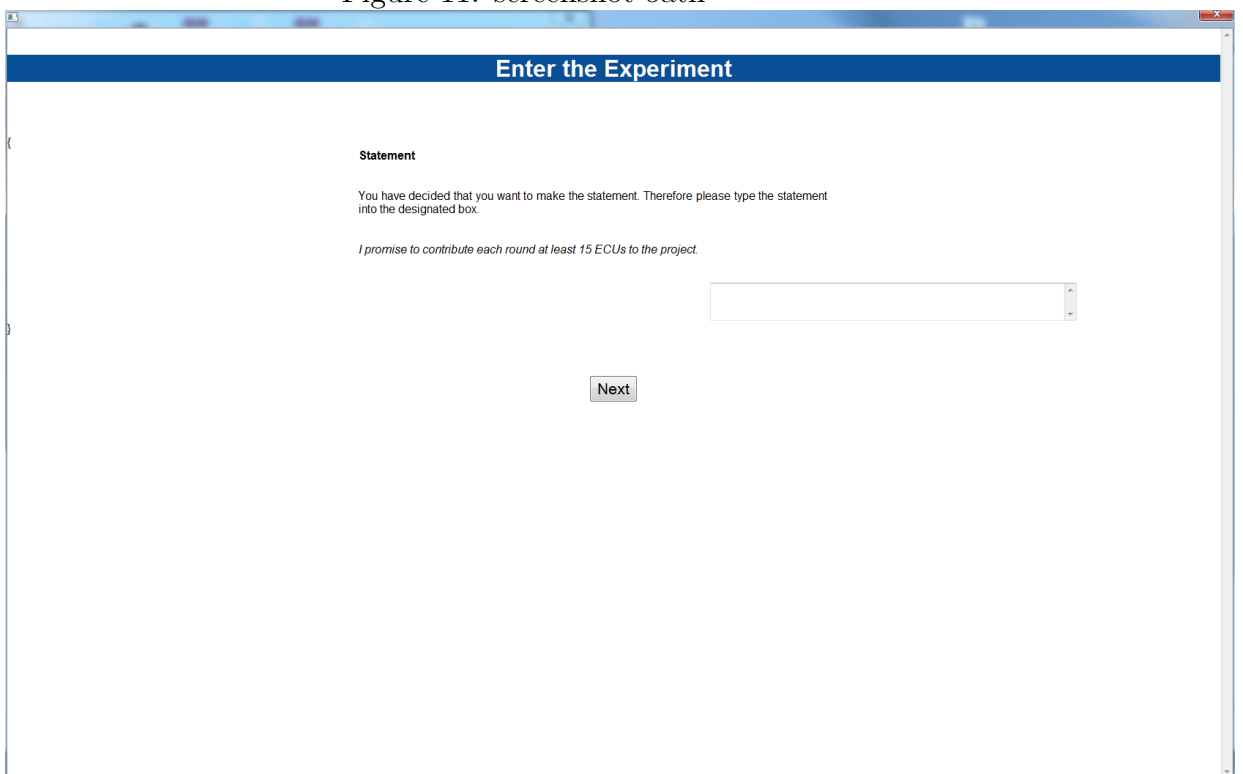 Enter the Experiment
{
Statement
You have decided that you want to make the statement. Therefore please type the statement
into the designated box.
I promise to contribute each round at least 15 ECUs to the project.
}
Next